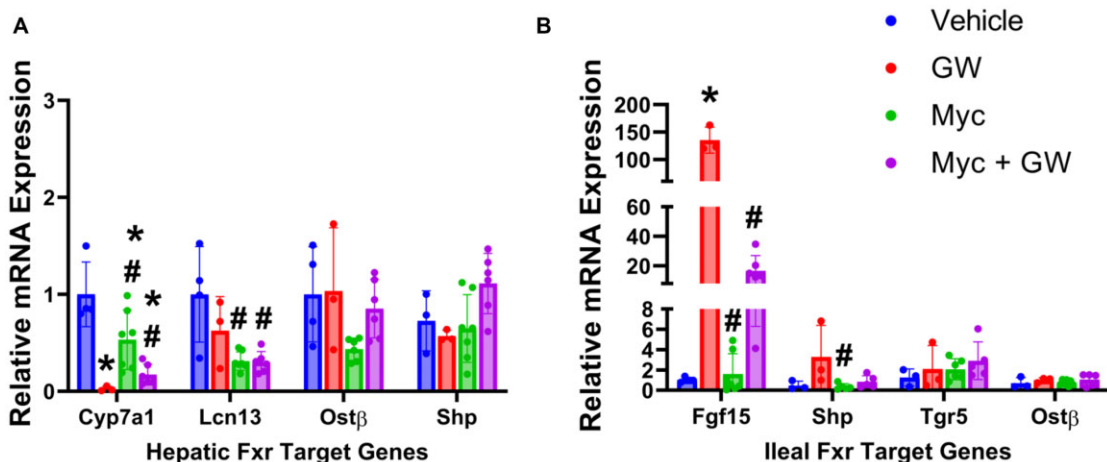 A
Relative mRNA Expression
3
2
1
0
*
*
#
*
#
#
#
Cyp7a1
Lcn13
Ostβ
Shp
Hepatic Fxr Target Genes
B
Relative mRNA Expression
200
150
100
60
40
20
8
6
4
2
0
*
#
#
#
Fgf15
Shp
Tgr5
Ostβ
Ileal Fxr Target Genes
Vehicle
GW
Myc
Myc + GW